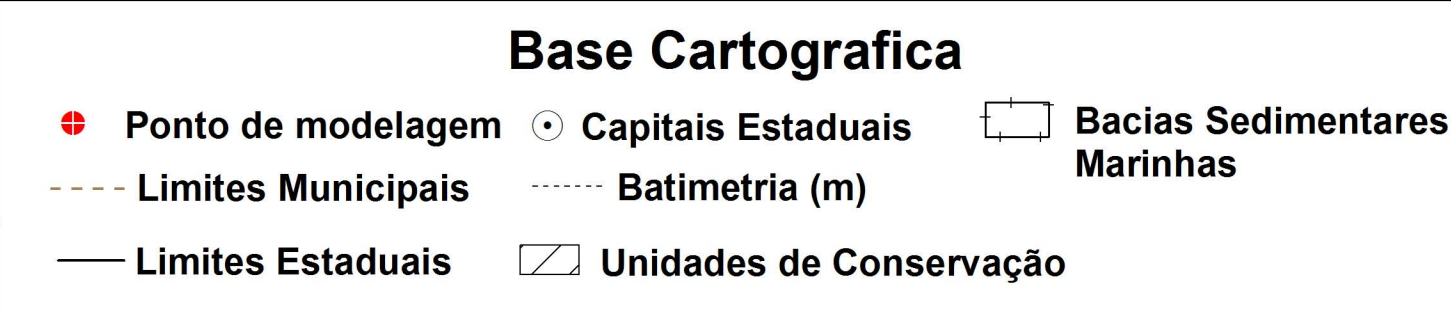 Base Cartografica
Ponto de modelagem
Capitais Estaduais
Bacias Sedimentares
Marinhas
Limites Municipais
Batimetria (m)
Limites Estaduais
Unidades de Conservação